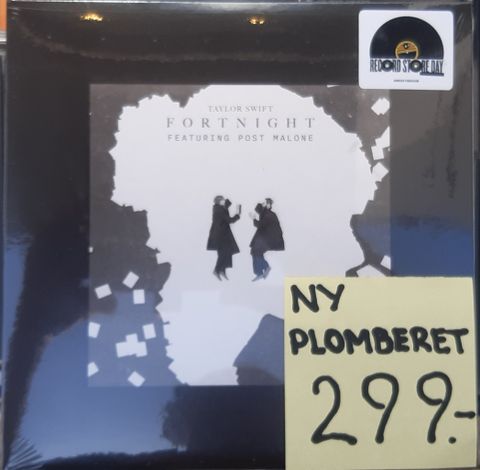 TAYLOR SWIFT
FORTNIGHT
FEATURING POST MALONE
RECORD STORE DAY
NY
PLOMBERET
299.-